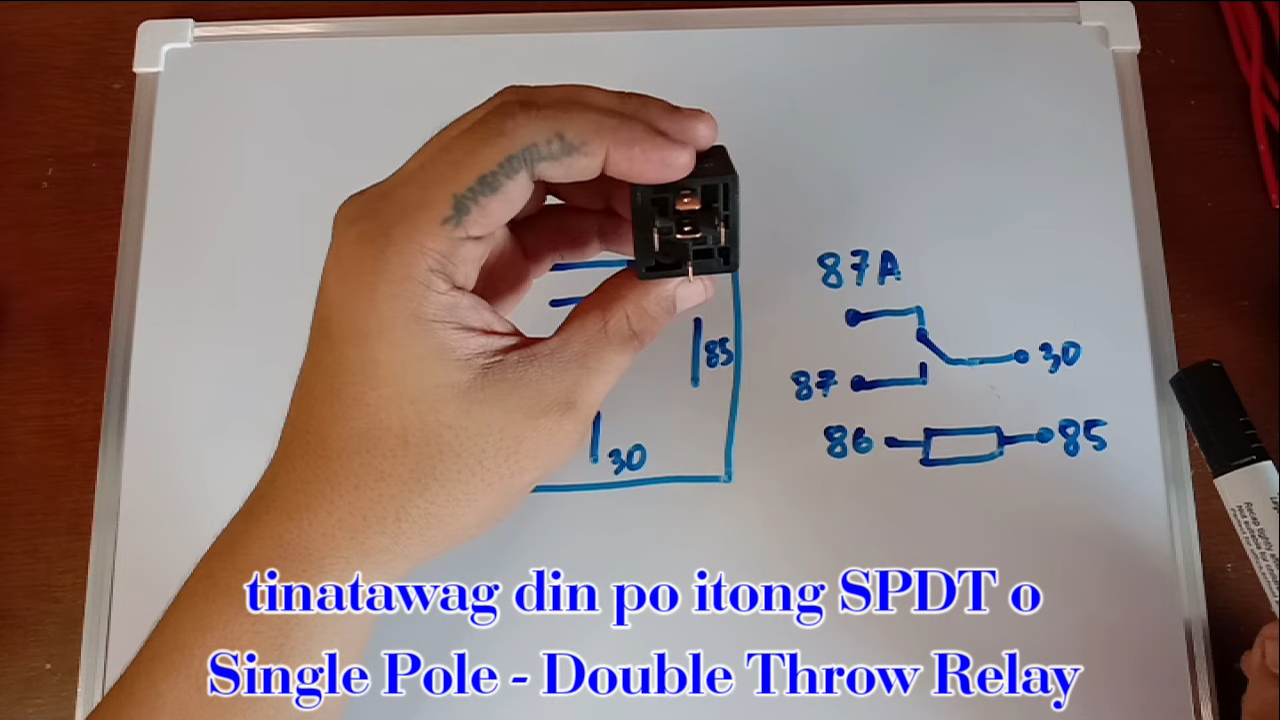 87A
30
87
86
85
85
30
tinatawag din po itong SPDT o
Single Pole - Double Throw Relay